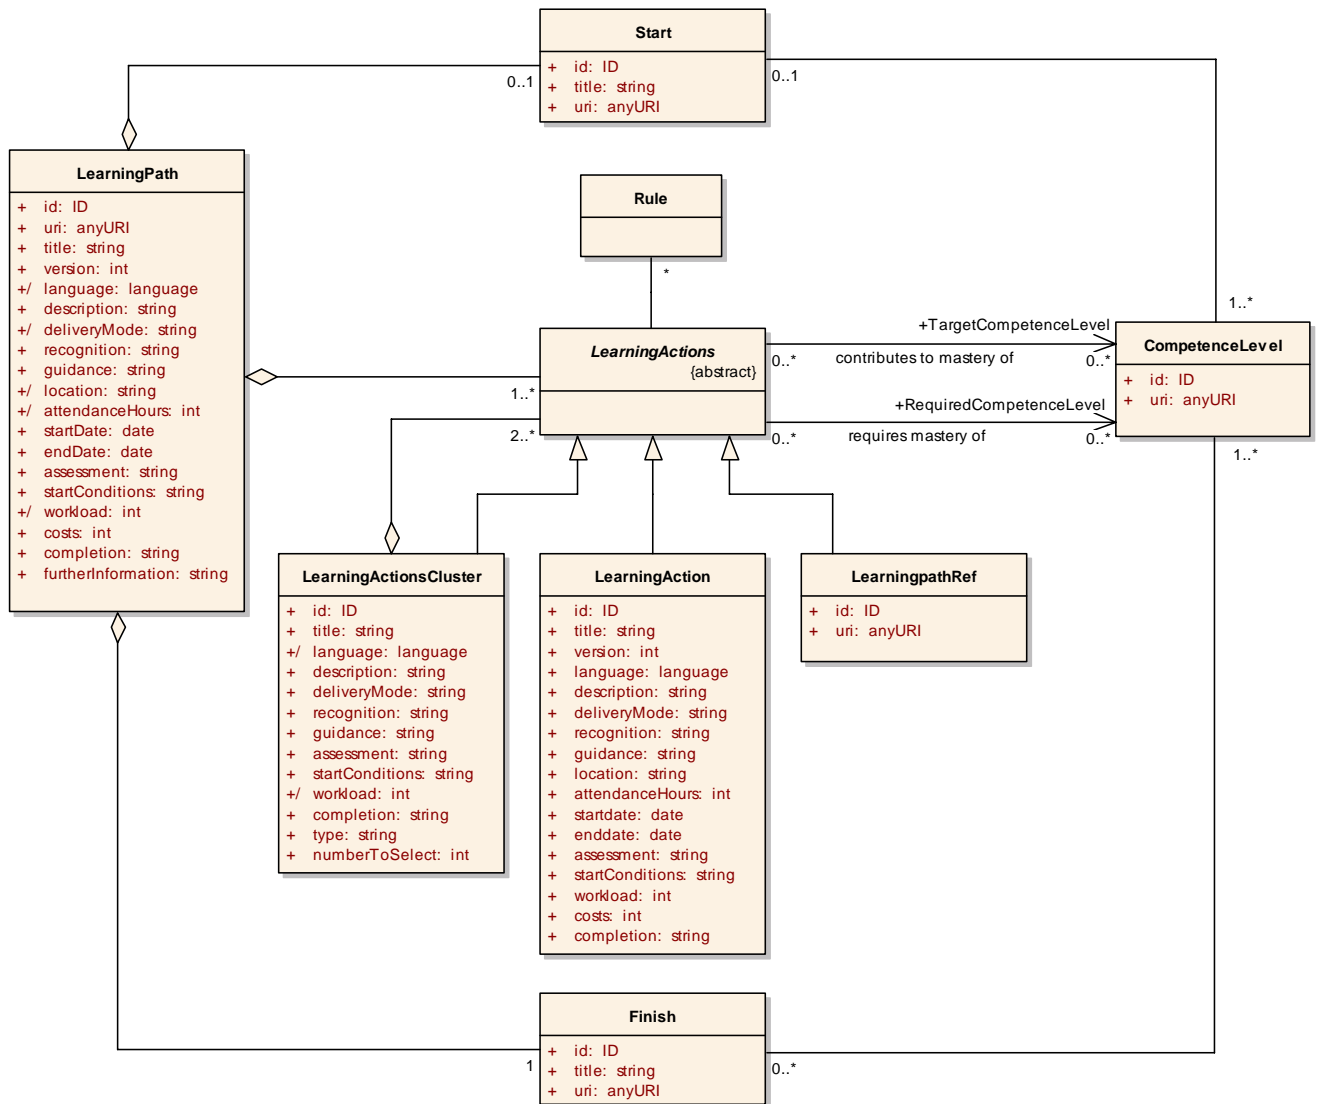 Start
+ id: ID
+ title: string
+ uri: anyURI
0..1
0..1
LearningPath
+ id: ID
+ uri: anyURI
+ title: string
+ version: int
+/ language: language
+ description: string
+/ deliveryMode: string
+ recognition: string
+ guidance: string
+/ location: string
+/ attendanceHours: int
+ startDate: date
+ endDate: date
+ assessment: string
+ startConditions: string
+/ workload: int
+ costs: int
+ completion: string
+ furtherInformation: string
Rule
*
LearningActions
{abstract}
1..*
2..*
+TargetCompetenceLevel
0..*
contributes to mastery of
0..*
+RequiredCompetenceLevel
0..*
requires mastery of
0..*
1..*
CompetenceLevel
+ id: ID
+ uri: anyURI
1..*
LearningActionsCluster
+ id: ID
+ title: string
+/ language: language
+ description: string
+ deliveryMode: string
+ recognition: string
+ guidance: string
+ assessment: string
+ startConditions: string
+/ workload: int
+ completion: string
+ type: string
+ numberToSelect: int
LearningAction
+ id: ID
+ title: string
+ version: int
+ language: language
+ description: string
+ deliveryMode: string
+ recognition: string
+ guidance: string
+ location: string
+ attendanceHours: int
+ startdate: date
+ enddate: date
+ assessment: string
+ startConditions: string
+ workload: int
+ costs: int
+ completion: string
LearningpathRef
+ id: ID
+ uri: anyURI
Finish
+ id: ID
+ title: string
+ uri: anyURI
1
0..*